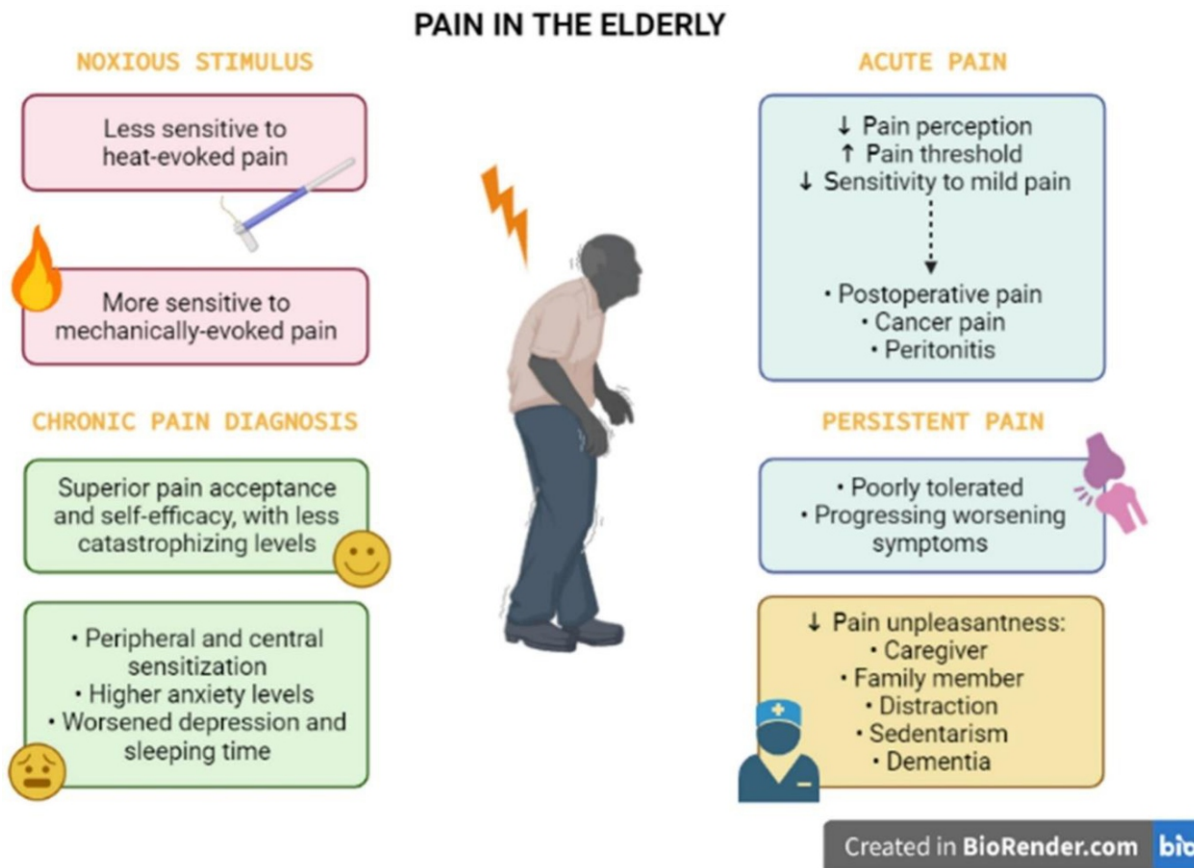 PAIN IN THE ELDERLY
NOXIOUS STIMULUS
Less sensitive to
heat-evoked pain
More sensitive to
mechanically-evoked pain
CHRONIC PAIN DIAGNOSIS
Superior pain acceptance
and self-efficacy, with less
catastrophizing levels
• Peripheral and central
sensitization
• Higher anxiety levels
• Worsened depression and
sleeping time
ACUTE PAIN
↓ Pain perception
↑ Pain threshold
↓ Sensitivity to mild pain
• Postoperative pain
• Cancer pain
• Peritonitis
PERSISTENT PAIN
• Poorly tolerated
• Progressing worsening
symptoms
↓ Pain unpleasantness:
• Caregiver
• Family member
• Distraction
• Sedentarism
• Dementia
Created in BioRender.com bio